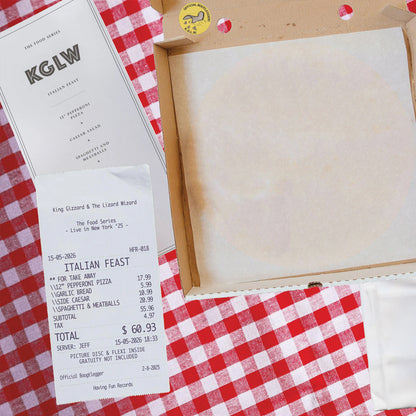 THE FOOD SERIES
KGLW
ITALIAN FEAST
12" PEPPERONI
PIZZA
CAESAR SALAD
SPAGHETTI AND
MEATBALLS
King Gizzard & The Lizard Wizard
The Food Series
- Live in New York '25 -
15-05-2026 HFR-018
ITALIAN FEAST
** FOR TAKE AWAY
\\12" PEPPERONI PIZZA 17.99
\\GARLIC BREAD 5.99
\\SIDE CAESAR 10.99
\\SPAGHETTI & MEATBALLS 20.99
SUBTOTAL 55.96
TAX 4.97
TOTAL $ 60.93
SERVER: JEFF 15-05-2026 18:33
PICTURE DISC & FLEXI INSIDE
GRATUITY NOT INCLUDED
Official Bootlegger 2-8-2025
Having Fun Records